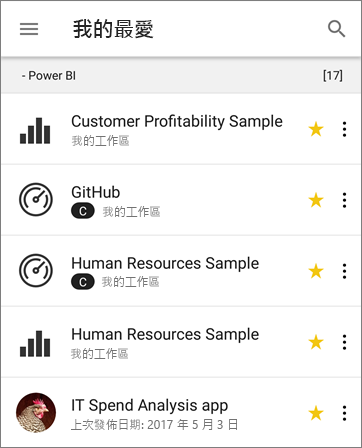 我的最愛
- Power BI [17]
Customer Profitability Sample
我的工作區
GitHub
C 我的工作區
Human Resources Sample
C 我的工作區
Human Resources Sample
我的工作區
IT Spend Analysis app
上次發佈日期: 2017 年 5 月 3 日